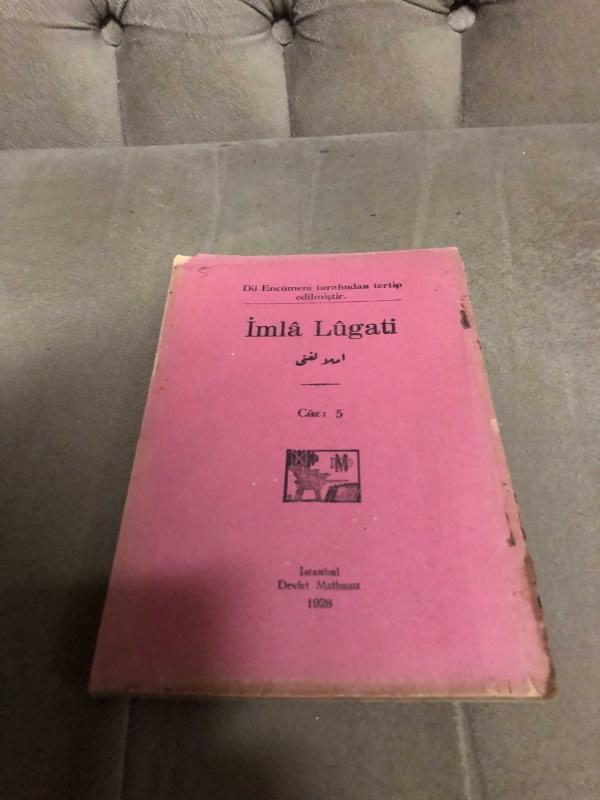 5
Dil Encümeni tarafından tertip
edilmiştir.
İmlâ Lûgati
املا لغتی
Cüz: 5
İstanbul
Devlet Matbaası
1928